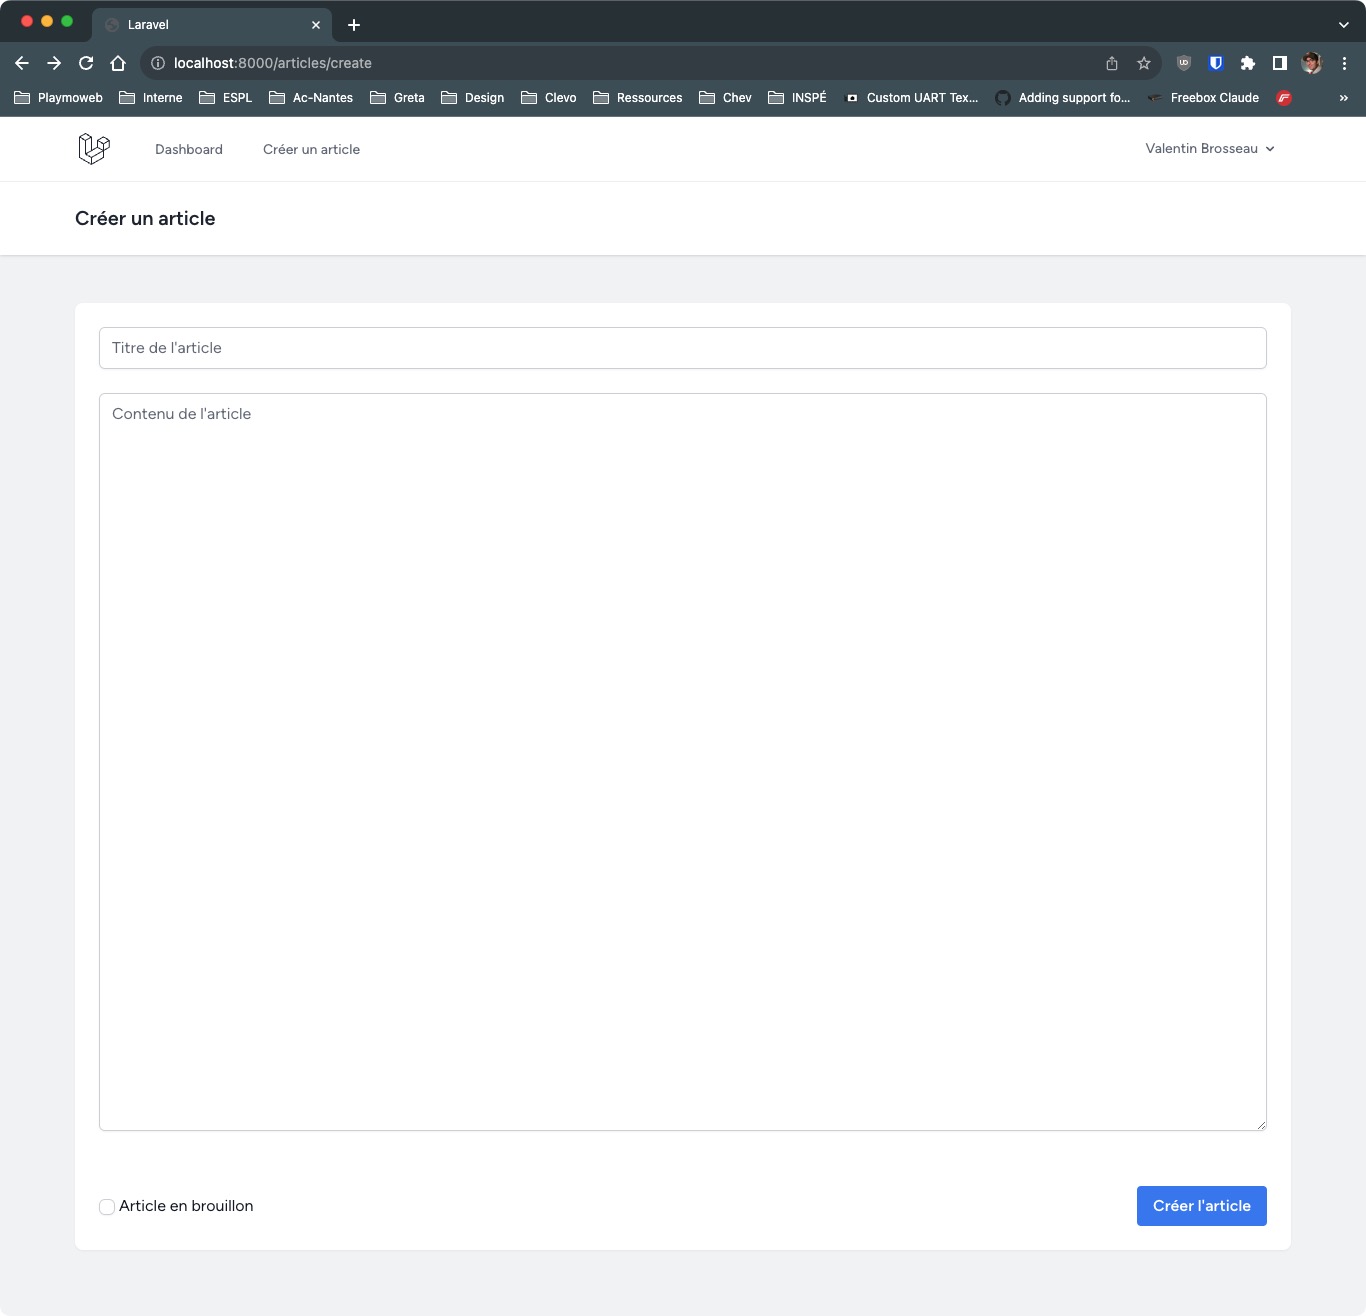 Laravel
localhost:8000/articles/create
Playmoweb Interne ESPL Ac-Nantes Greta Design Clevo Ressources Chev INSPÉ Custom UART Tex... Adding support fo... Freebox Claude »
Dashboard Créer un article Valentin Brosseau
Créer un article
Titre de l'article
Contenu de l'article
Article en brouillon Créer l'article